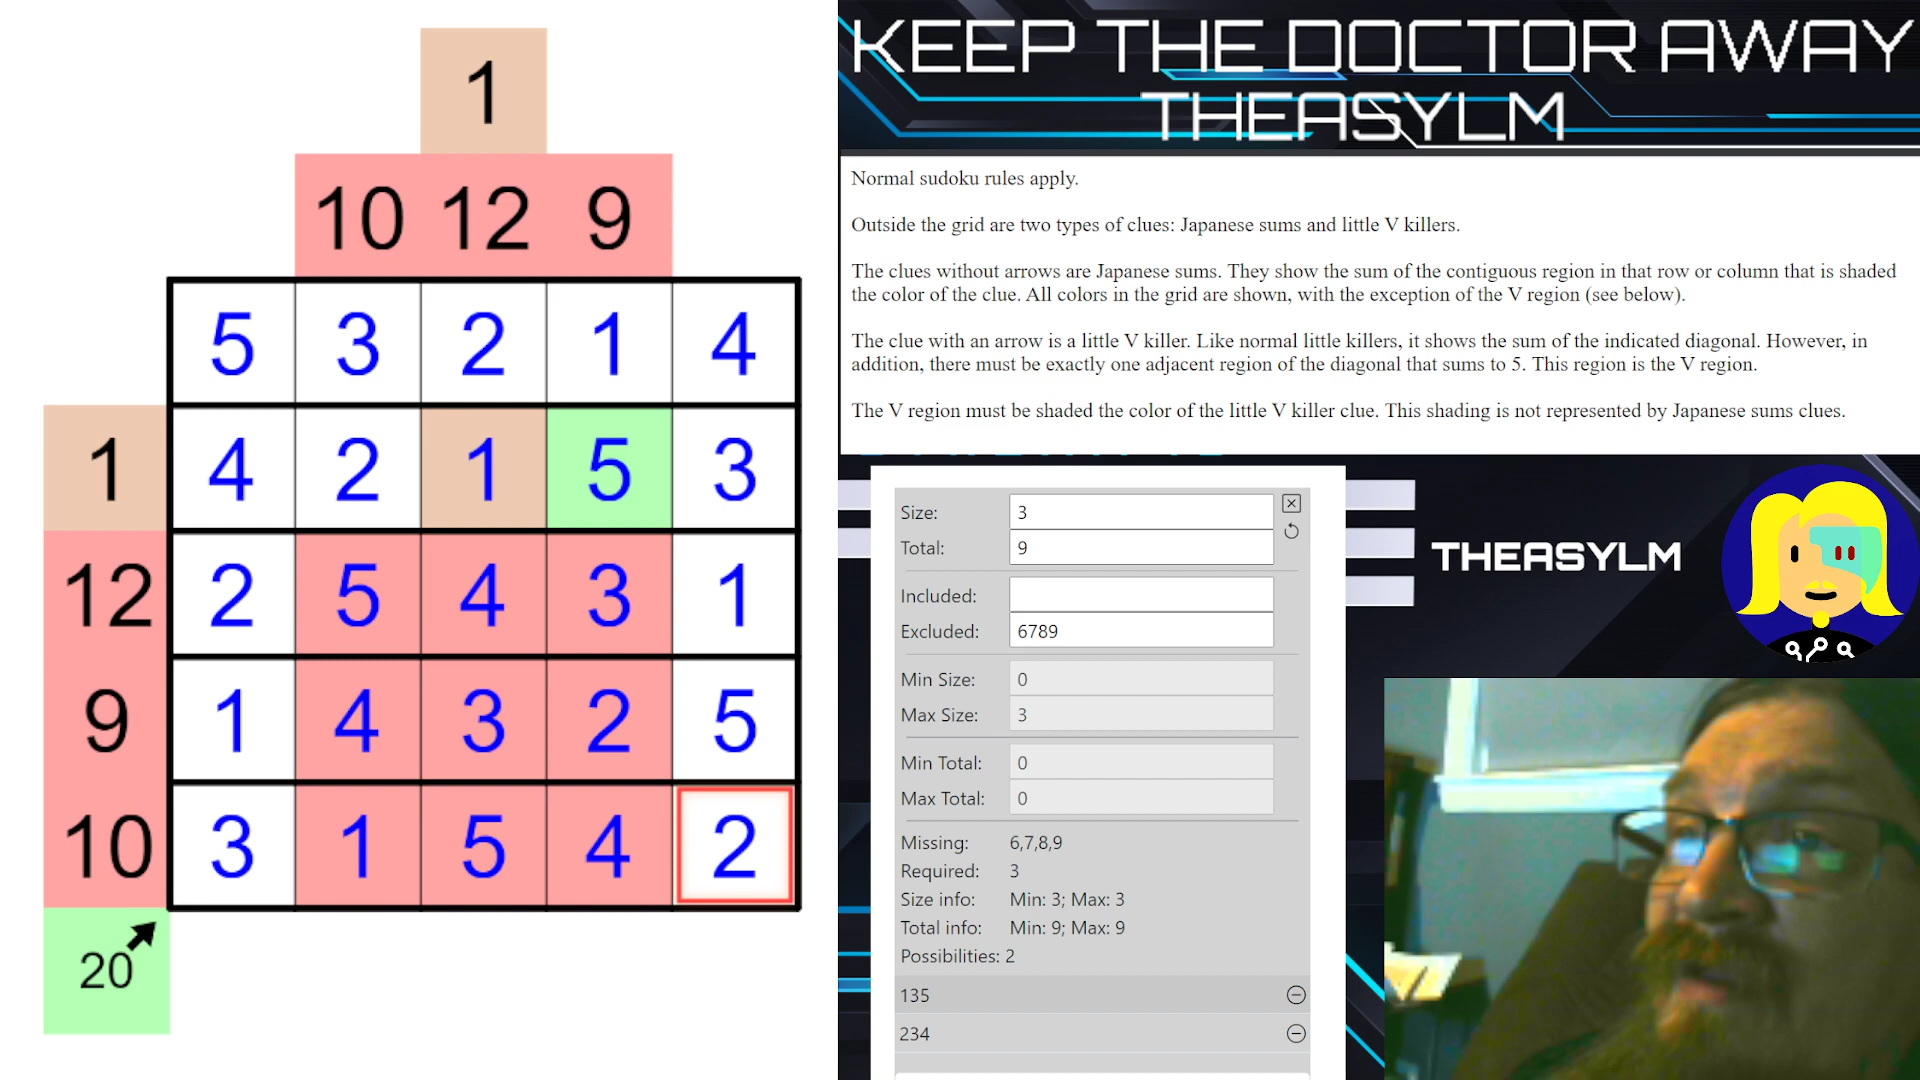 1
10 12 9
5 3 2 1 4
1 4 2 1 5 3
12 2 5 4 3 1
9 1 4 3 2 5
10 3 1 5 4 2
20
KEEP THE DOCTOR AWAY
THEASYLM
Normal sudoku rules apply.
Outside the grid are two types of clues: Japanese sums and little V killers.
The clues without arrows are Japanese sums. They show the sum of the contiguous region in that row or column that is shaded
the color of the clue. All colors in the grid are shown, with the exception of the V region (see below).
The clue with an arrow is a little V killer. Like normal little killers, it shows the sum of the indicated diagonal. However, in
addition, there must be exactly one adjacent region of the diagonal that sums to 5. This region is the V region.
The V region must be shaded the color of the little V killer clue. This shading is not represented by Japanese sums clues.
Size: 3
Total: 9
Included:
Excluded: 6789
Min Size: 0
Max Size: 3
Min Total: 0
Max Total: 0
Missing: 6,7,8,9
Required: 3
Size info: Min: 3; Max: 3
Total info: Min: 9; Max: 9
Possibilities: 2
135
234
THEASYLM